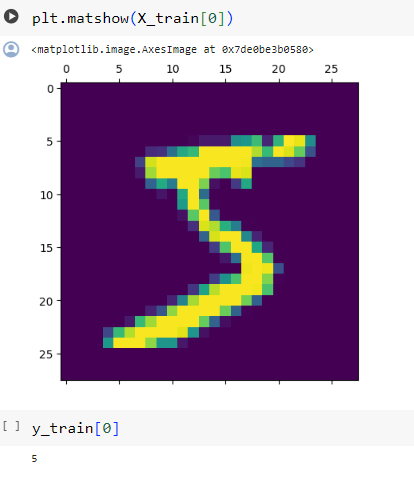 plt.matshow(X_train[0])
<matplotlib.image.AxesImage at 0x7de0be3b0580>
0 5 10 15 20 25
0
5
10
15
20
25
[ ] y_train[0]
5